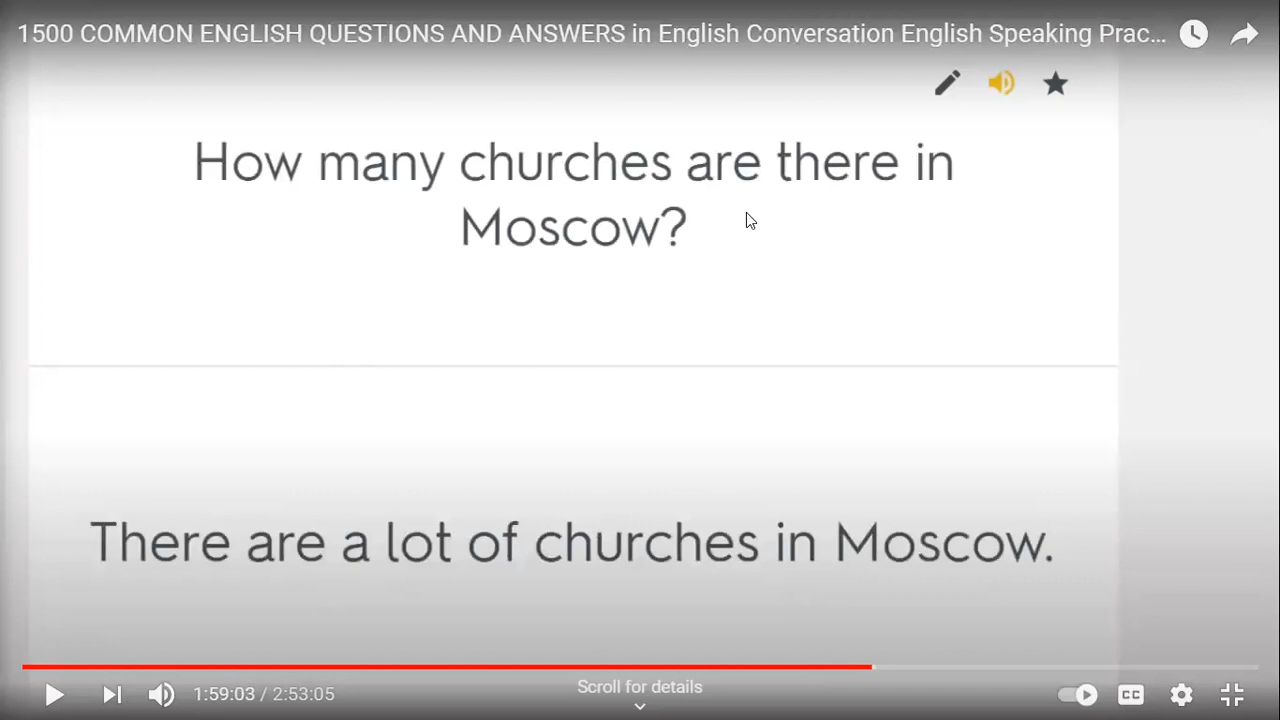 1500 COMMON ENGLISH QUESTIONS AND ANSWERS in English Conversation English Speaking Prac...
How many churches are there in
Moscow?
There are a lot of churches in Moscow.
Scroll for details
1:59:03 / 2:53:05
CC